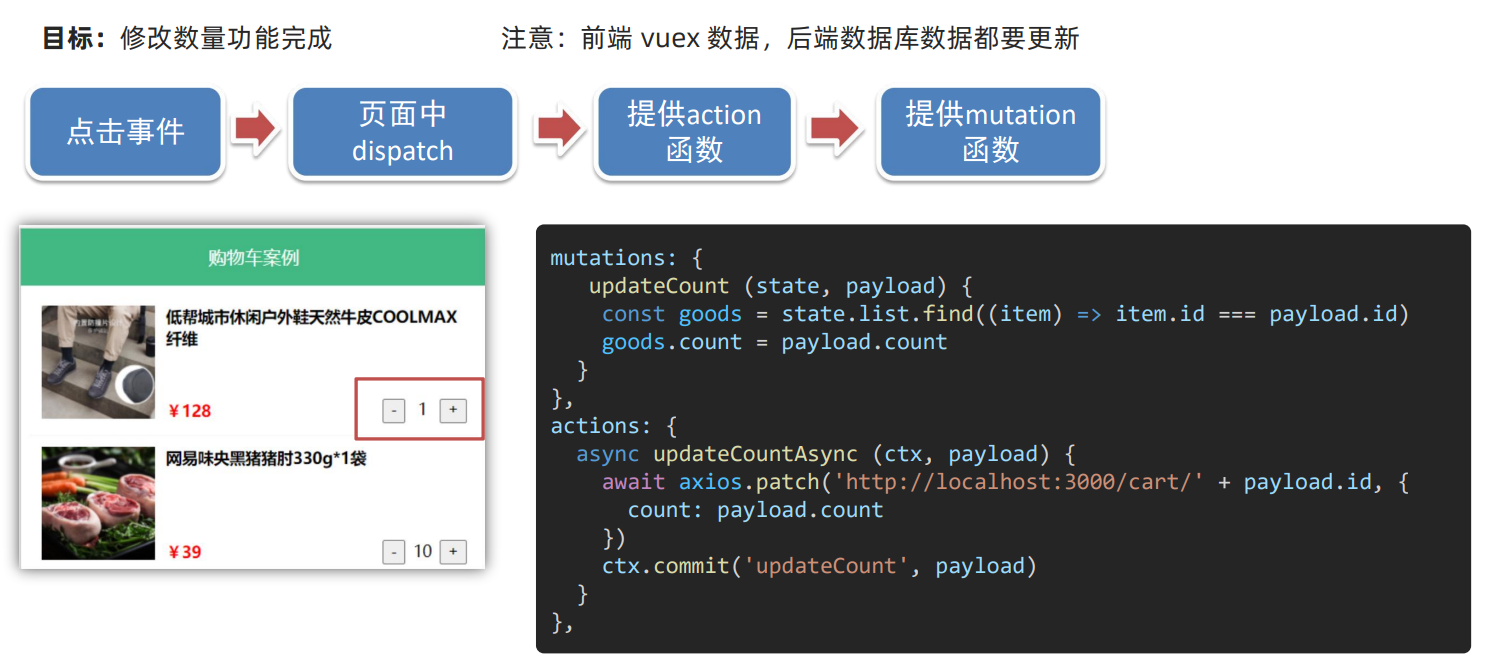 目标：修改数量功能完成
注意：前端 vuex 数据，后端数据库数据都要更新
点击事件
页面中
dispatch
提供action
函数
提供mutation
函数
购物车案例
低帮城市休闲户外鞋天然牛皮COOLMAX
纤维
￥128
- 1 +
网易味央黑猪猪肘330g*1袋
￥39
- 10 +
mutations: {
updateCount (state, payload) {
const goods = state.list.find((item) => item.id === payload.id)
goods.count = payload.count
}
},
actions: {
async updateCountAsync (ctx, payload) {
await axios.patch('http://localhost:3000/cart/' + payload.id, {
count: payload.count
})
ctx.commit('updateCount', payload)
}
},